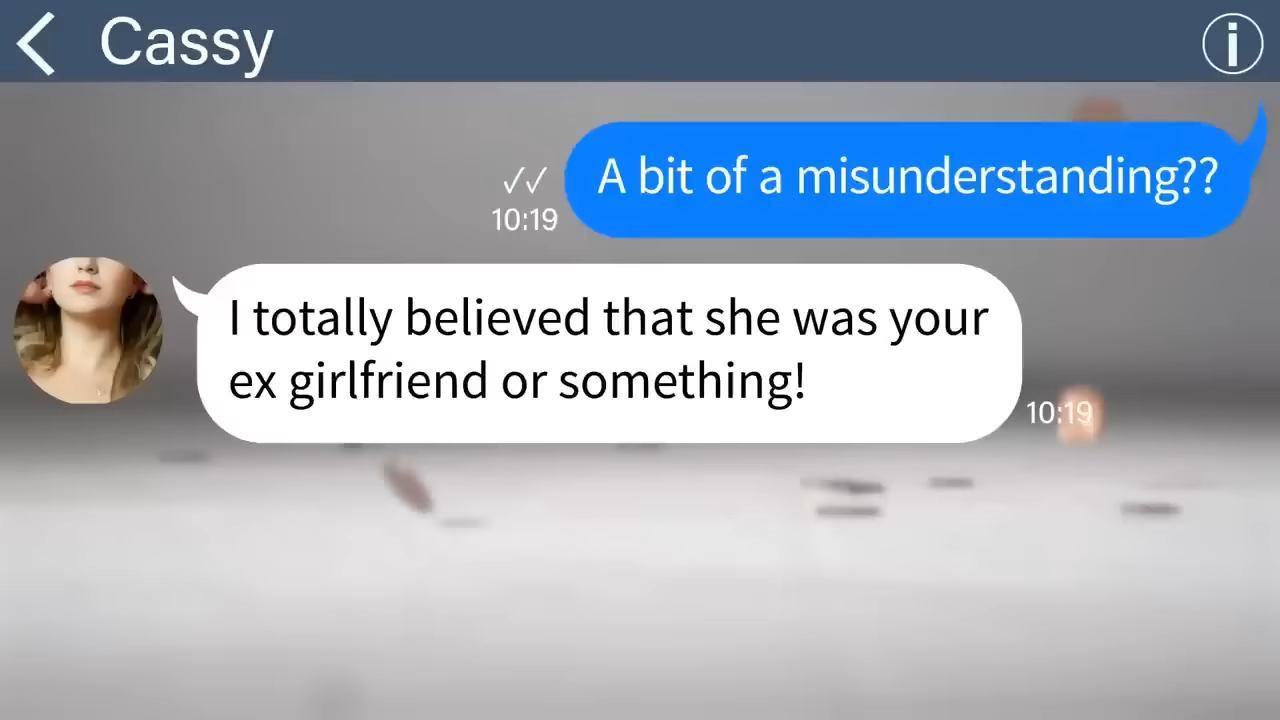 Cassy
A bit of a misunderstanding??
10:19
I totally believed that she was your
ex girlfriend or something!
10:19